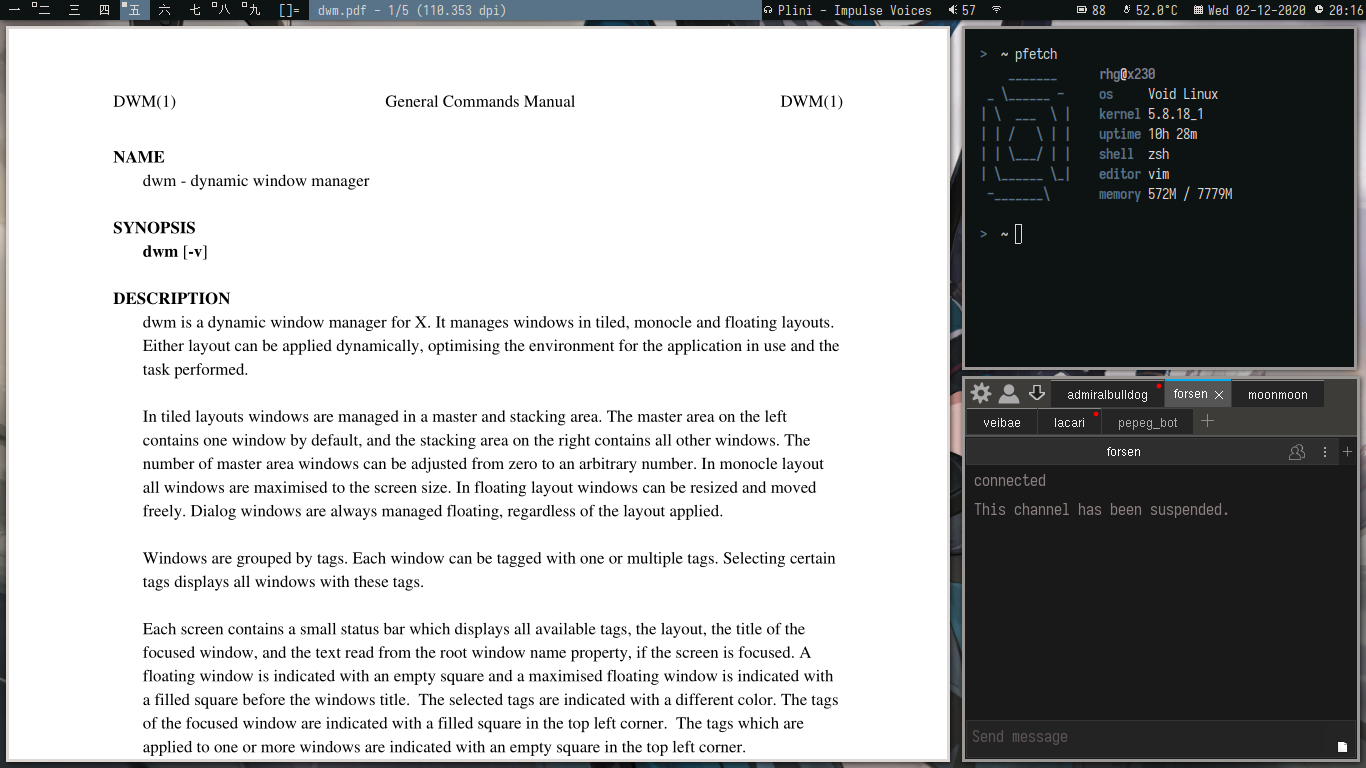 一 二 三 四 五 六 七 八 九 []= dwm.pdf - 1/5 (110.353 dpi) Plini - Impulse Voices 57 88 52.0°C Wed 02-12-2020 20:16
DWM(1) General Commands Manual DWM(1)
NAME
dwm - dynamic window manager
SYNOPSIS
dwm [-v]
DESCRIPTION
dwm is a dynamic window manager for X. It manages windows in tiled, monocle and floating layouts.
Either layout can be applied dynamically, optimising the environment for the application in use and the
task performed.
In tiled layouts windows are managed in a master and stacking area. The master area on the left
contains one window by default, and the stacking area on the right contains all other windows. The
number of master area windows can be adjusted from zero to an arbitrary number. In monocle layout
all windows are maximised to the screen size. In floating layout windows can be resized and moved
freely. Dialog windows are always managed floating, regardless of the layout applied.
Windows are grouped by tags. Each window can be tagged with one or multiple tags. Selecting certain
tags displays all windows with these tags.
Each screen contains a small status bar which displays all available tags, the layout, the title of the
focused window, and the text read from the root window name property, if the screen is focused. A
floating window is indicated with an empty square and a maximised floating window is indicated with
a filled square before the windows title.  The selected tags are indicated with a different color. The tags
of the focused window are indicated with a filled square in the top left corner.  The tags which are
applied to one or more windows are indicated with an empty square in the top left corner.
> ~ pfetch
rhg@x230
os Void Linux
kernel 5.8.18_1
uptime 10h 28m
shell zsh
editor vim
memory 572M / 7779M
> ~
admiralbulldog forsen moonmoon
veibae lacari pepeg_bot
forsen
connected
This channel has been suspended.
Send message